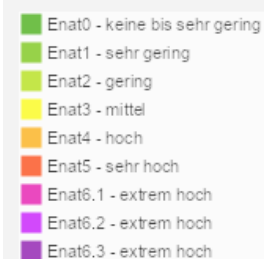 Enat0 - keine bis sehr gering
Enat1 - sehr gering
Enat2 - gering
Enat3 - mittel
Enat4 - hoch
Enat5 - sehr hoch
Enat6.1 - extrem hoch
Enat6.2 - extrem hoch
Enat6.3 - extrem hoch